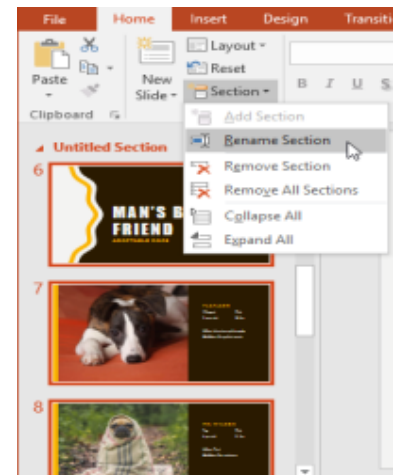 File Home Insert Design Transiti
Layout
Reset
Section
Paste
New
Slide
B I U S
Clipboard
Add Section
Rename Section
Remove Section
Remove All Sections
Collapse All
Expand All
Untitled Section
6
MAN'S B
FRIEND
7
8